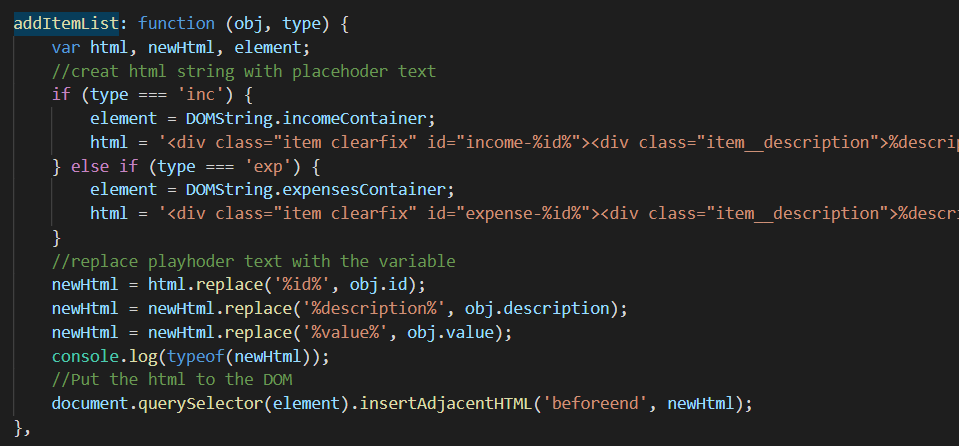 addItemList: function (obj, type) {
var html, newHtml, element;
//creat html string with placehoder text
if (type === 'inc') {
element = DOMString.incomeContainer;
html = '<div class="item clearfix" id="income-%id%"><div class="item__description">%descrip
} else if (type === 'exp') {
element = DOMString.expensesContainer;
html = '<div class="item clearfix" id="expense-%id%"><div class="item__description">%descri
}
//replace playhoder text with the variable
newHtml = html.replace('%id%', obj.id);
newHtml = newHtml.replace('%description%', obj.description);
newHtml = newHtml.replace('%value%', obj.value);
console.log(typeof(newHtml));
//Put the html to the DOM
document.querySelector(element).insertAdjacentHTML('beforeend', newHtml);
},